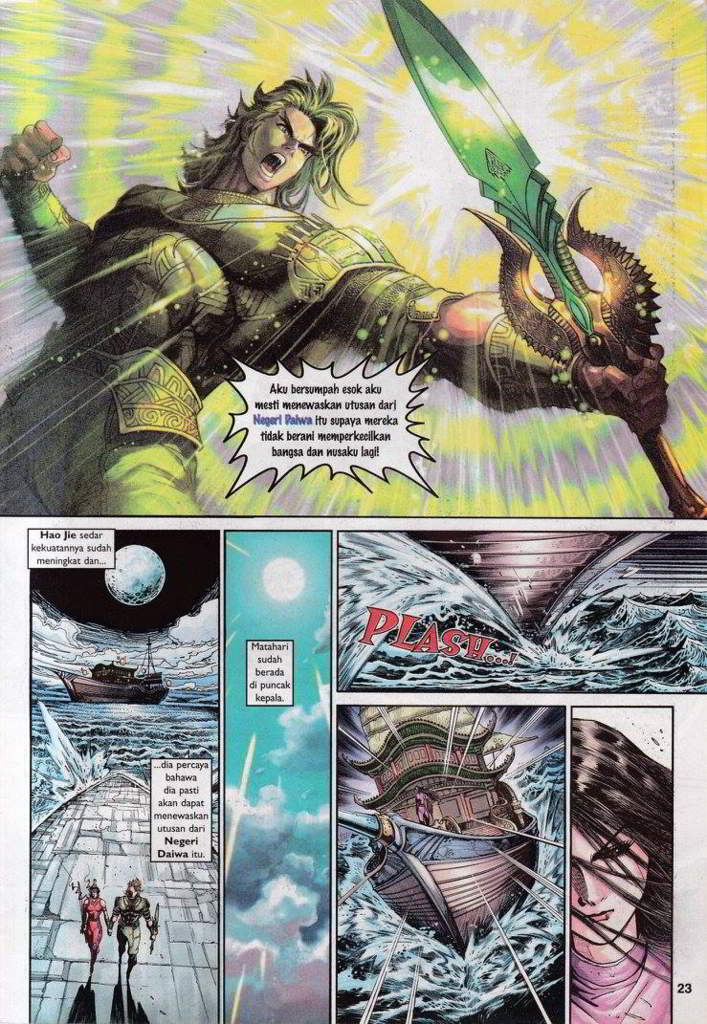 Aku bersumpah esok aku
mesti menewaskan utusan dari
Negeri Daiwa itu supaya mereka
tidak berani memperkecilkan
bangsa dan nusaku lagi!
Hao Jie sedar
kekuatannya sudah
meningkat dan...
...dia percaya
bahawa
dia pasti
akan dapat
menewaskan
utusan dari
Negeri
Daiwa itu.
Matahari
sudah
berada
di puncak
kepala.
PLASH...!
23